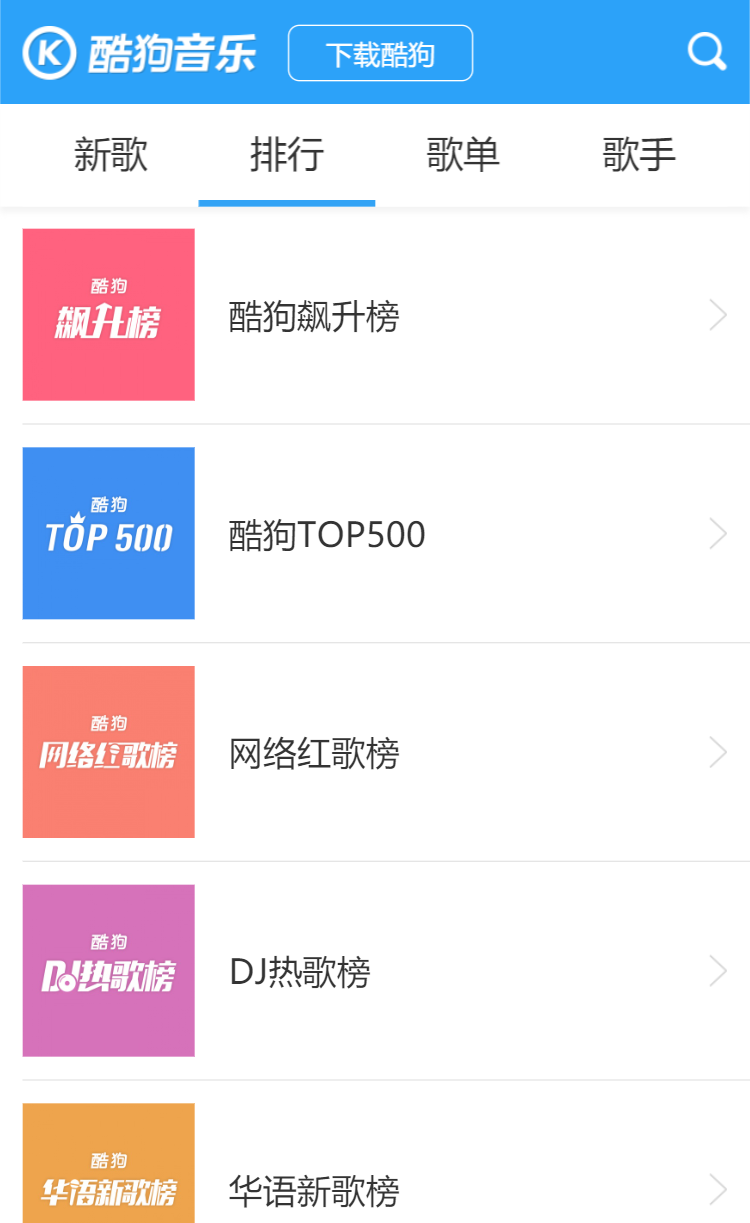 酷狗音乐
下载酷狗
新歌 排行 歌单 歌手
酷狗
飙升榜
酷狗飙升榜
酷狗
TOP 500
酷狗TOP500
酷狗
网络红歌榜
网络红歌榜
酷狗
DJ热歌榜
DJ热歌榜
酷狗
华语新歌榜
华语新歌榜